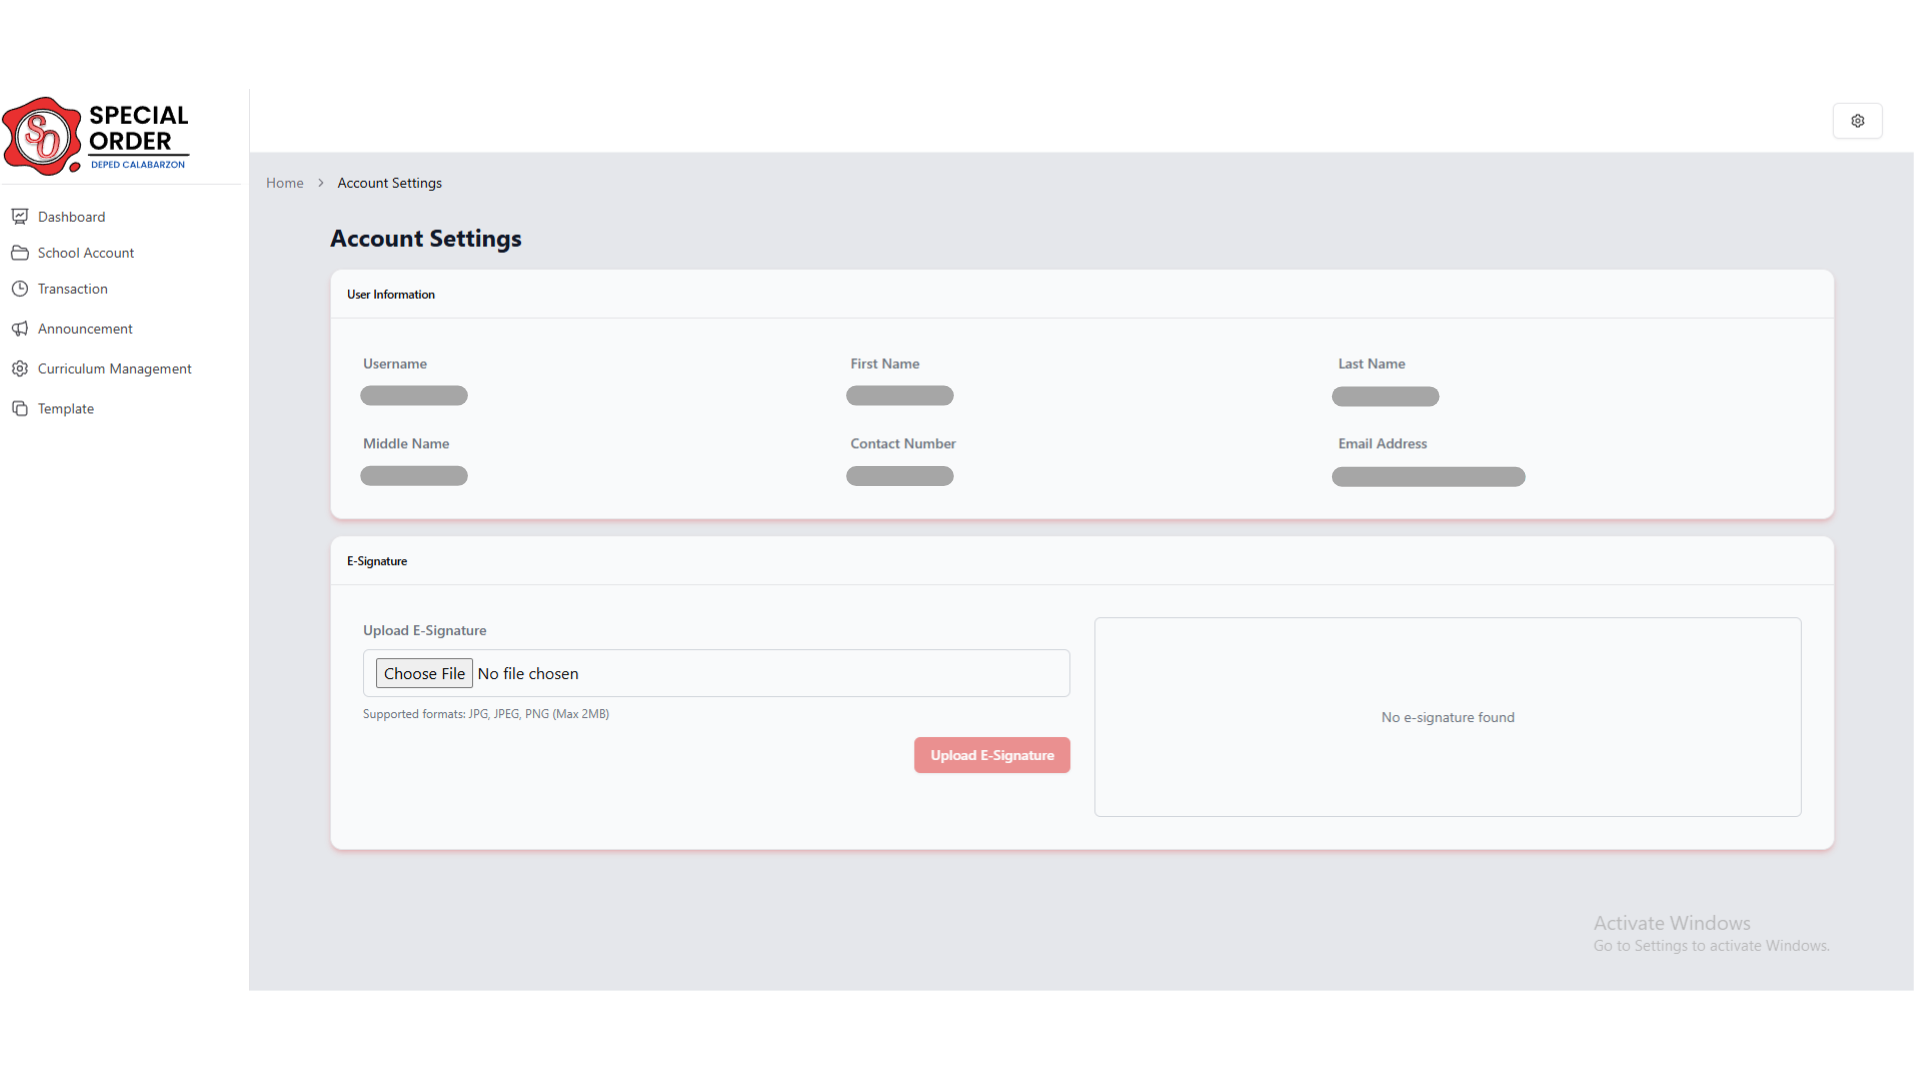 SO
SPECIAL
ORDER
DEPED CALABARZON
Dashboard
School Account
Transaction
Announcement
Curriculum Management
Template
Home > Account Settings
Account Settings
User Information
Username
First Name
Last Name
Middle Name
Contact Number
Email Address
E-Signature
Upload E-Signature
Choose File No file chosen
Supported formats: JPG, JPEG, PNG (Max 2MB)
Upload E-Signature
No e-signature found
Activate Windows
Go to Settings to activate Windows.